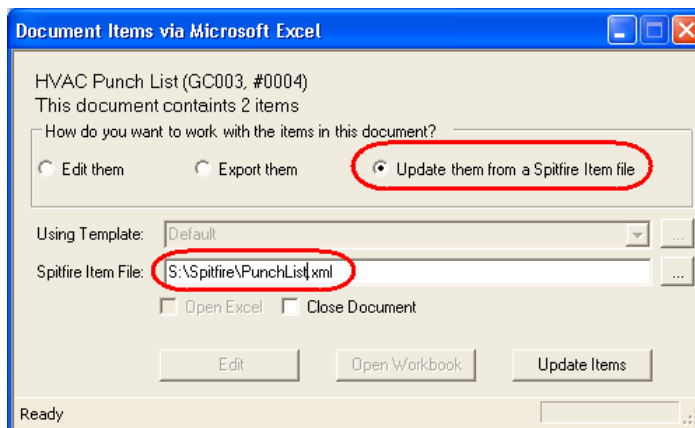 Document Items via Microsoft Excel
HVAC Punch List (GC003, #0004)
This document containts 2 items
How do you want to work with the items in this document?
Edit them Export them Update them from a Spitfire Item file
Using Template: Default ...
Spitfire Item File: S:\Spitfire\PunchList.xml ...
Open Excel Close Document
Edit Open Workbook Update Items
Ready